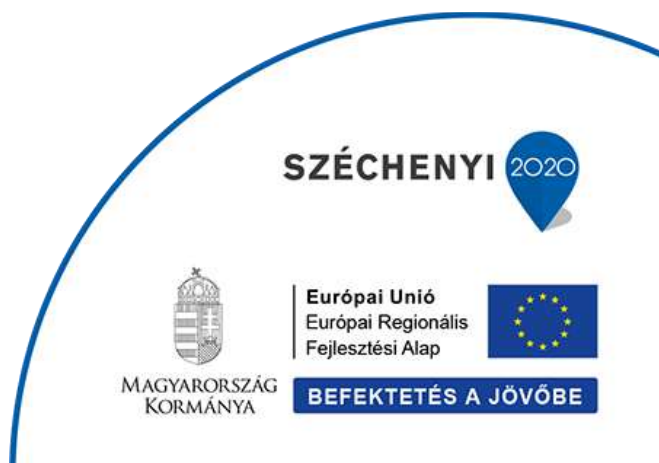 SZÉCHENYI 2020
Európai Unió
Európai Regionális
Fejlesztési Alap
MAGYARORSZÁG
KORMÁNYA
BEFEKTETÉS A JÖVŐBE